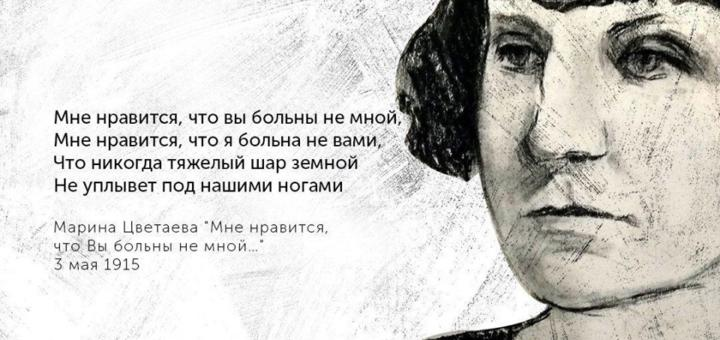 Мне нравится, что вы больны не мной,
Мне нравится, что я больна не вами,
Что никогда тяжелый шар земной
Не уплывет под нашими ногами
Марина Цветаева "Мне нравится,
что Вы больны не мной..."
3 мая 1915